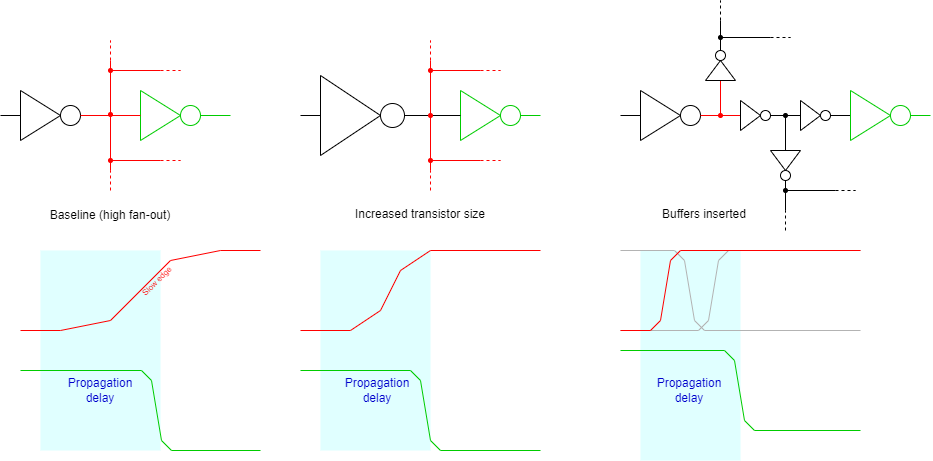 Baseline (high fan-out)
Increased transistor size
Buffers inserted
Slow edge
Propagation
delay
Propagation
delay
Propagation
delay